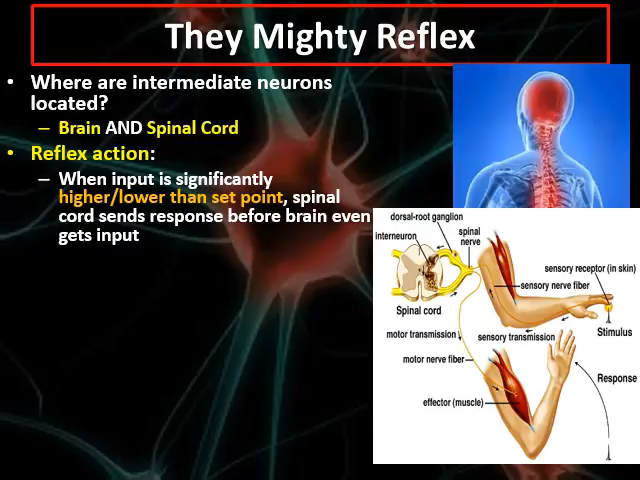 They Mighty Reflex
• Where are intermediate neurons
located?
– Brain AND Spinal Cord
• Reflex action:
– When input is significantly
higher/lower than set point, spinal
cord sends response before brain even
gets input
dorsal-root ganglion
interneuron
spinal
nerve
sensory receptor (in skin)
sensory nerve fiber
Spinal cord
Stimulus
motor transmission
sensory transmission
motor nerve fiber
Response
effector (muscle)